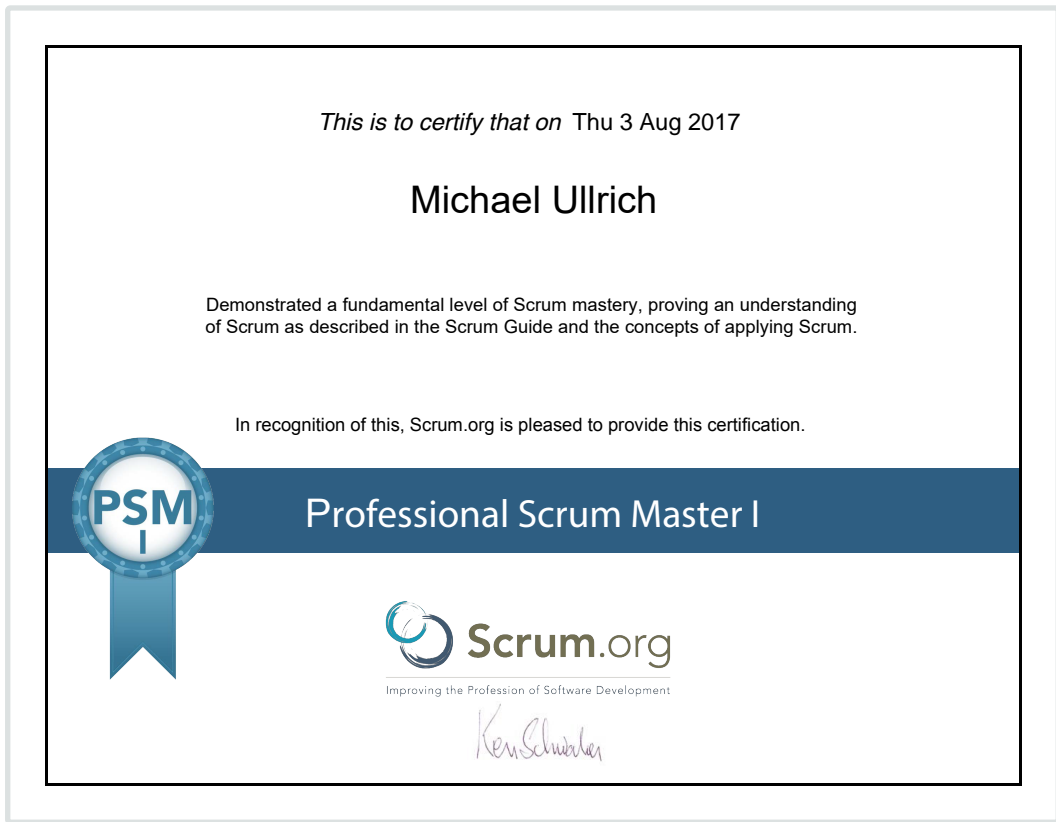 This is to certify that on Thu 3 Aug 2017
Michael Ullrich
Demonstrated a fundamental level of Scrum mastery, proving an understanding
of Scrum as described in the Scrum Guide and the concepts of applying Scrum.
In recognition of this, Scrum.org is pleased to provide this certification.
PSM
I
Professional Scrum Master I
Scrum.org
Improving the Profession of Software Development
Ken Schwaber